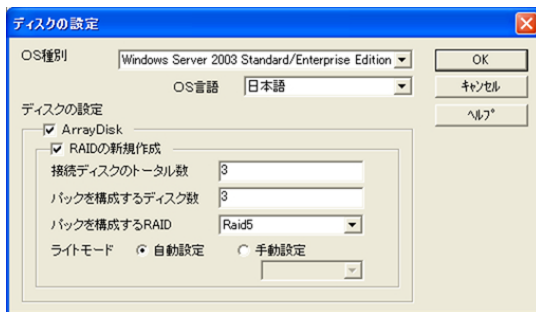 ディスクの設定
OS種別 Windows Server 2003 Standard/Enterprise Edition
OK
OS言語 日本語
キャンセル
ヘルプ
ディスクの設定
ArrayDisk
RAIDの新規作成
接続ディスクのトータル数 3
パックを構成するディスク数 3
パックを構成するRAID Raid5
ライトモード 自動設定 手動設定